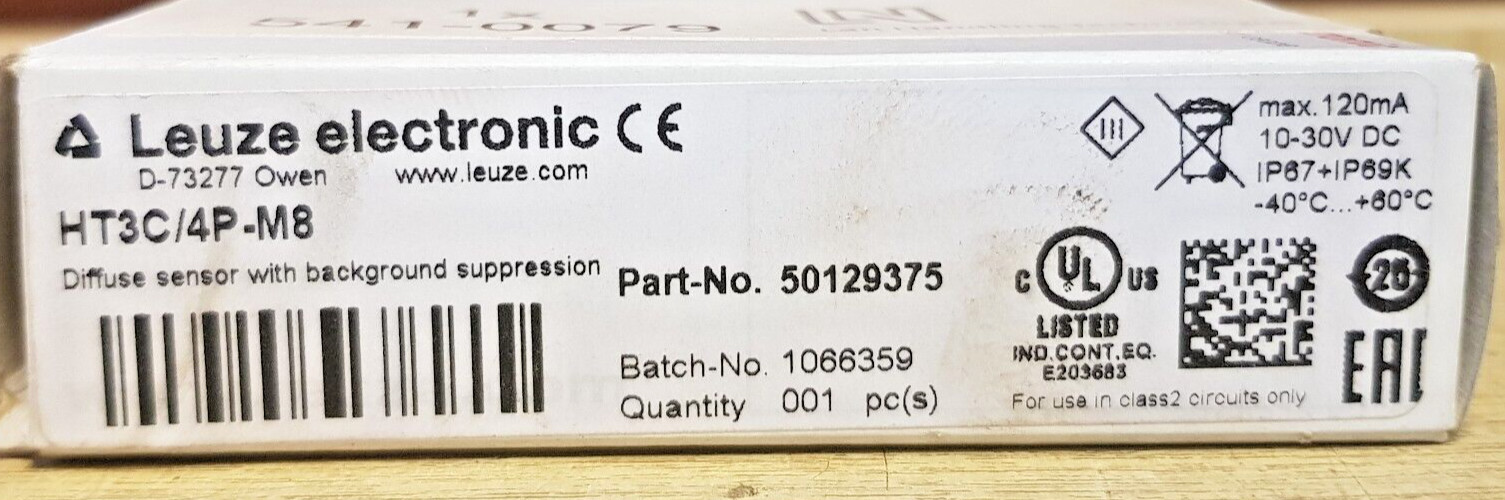 541-0079
Leuze electronic CE
D-73277 Owen www.leuze.com
HT3C/4P-M8
Diffuse sensor with background suppression
Part-No. 50129375
Batch-No. 1066359
Quantity 001 pc(s)
max.120mA
10-30V DC
IP67+IP69K
-40°C...+60°C
C UL US
LISTED
IND.CONT.EQ.
E203683
For use in class2 circuits only
EAC